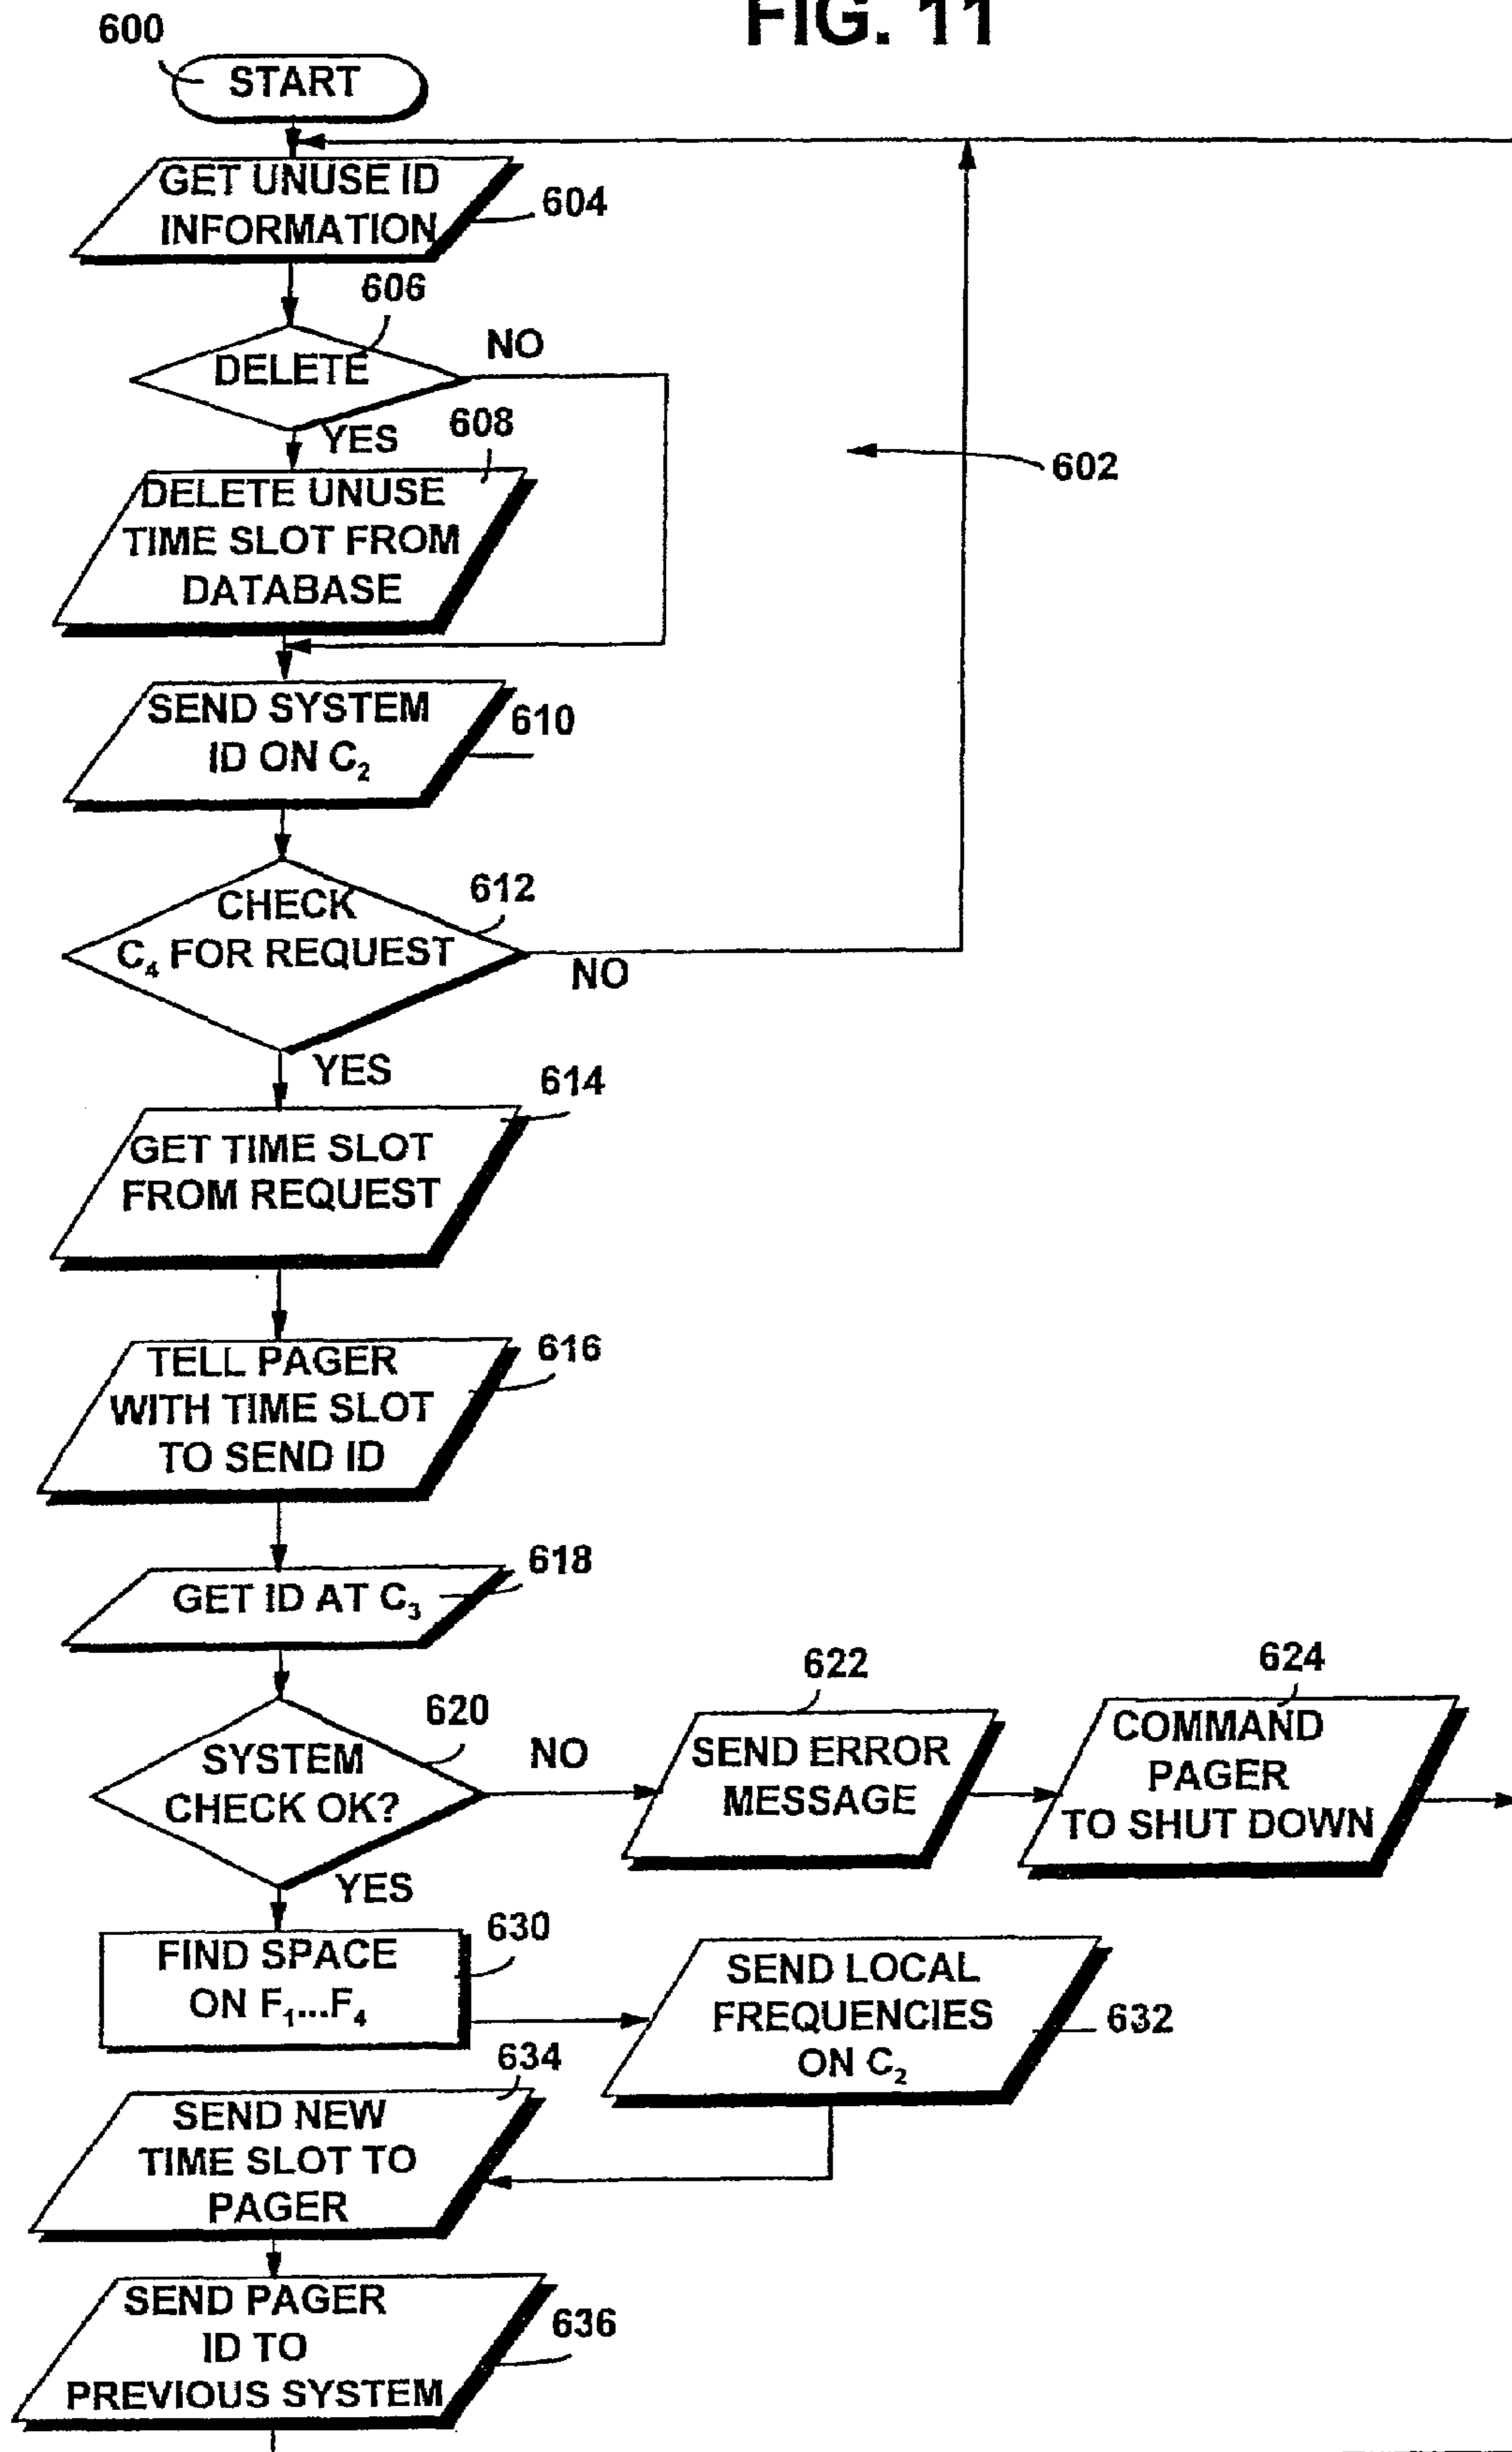 FIG. 11
600
START
GET UNUSE ID
INFORMATION
604
606
DELETE
NO
YES
608
602
DELETE UNUSE
TIME SLOT FROM
DATABASE
SEND SYSTEM
ID ON C₂
610
CHECK
C₄ FOR REQUEST
612
NO
YES
614
GET TIME SLOT
FROM REQUEST
616
TELL PAGER
WITH TIME SLOT
TO SEND ID
618
GET ID AT C₃
620
SYSTEM
CHECK OK?
NO
YES
622
SEND ERROR
MESSAGE
624
COMMAND
PAGER
TO SHUT DOWN
630
FIND SPACE
ON F₁...F₄
SEND LOCAL
FREQUENCIES
ON C₂
632
634
SEND NEW
TIME SLOT TO
PAGER
SEND PAGER
ID TO
PREVIOUS SYSTEM
636